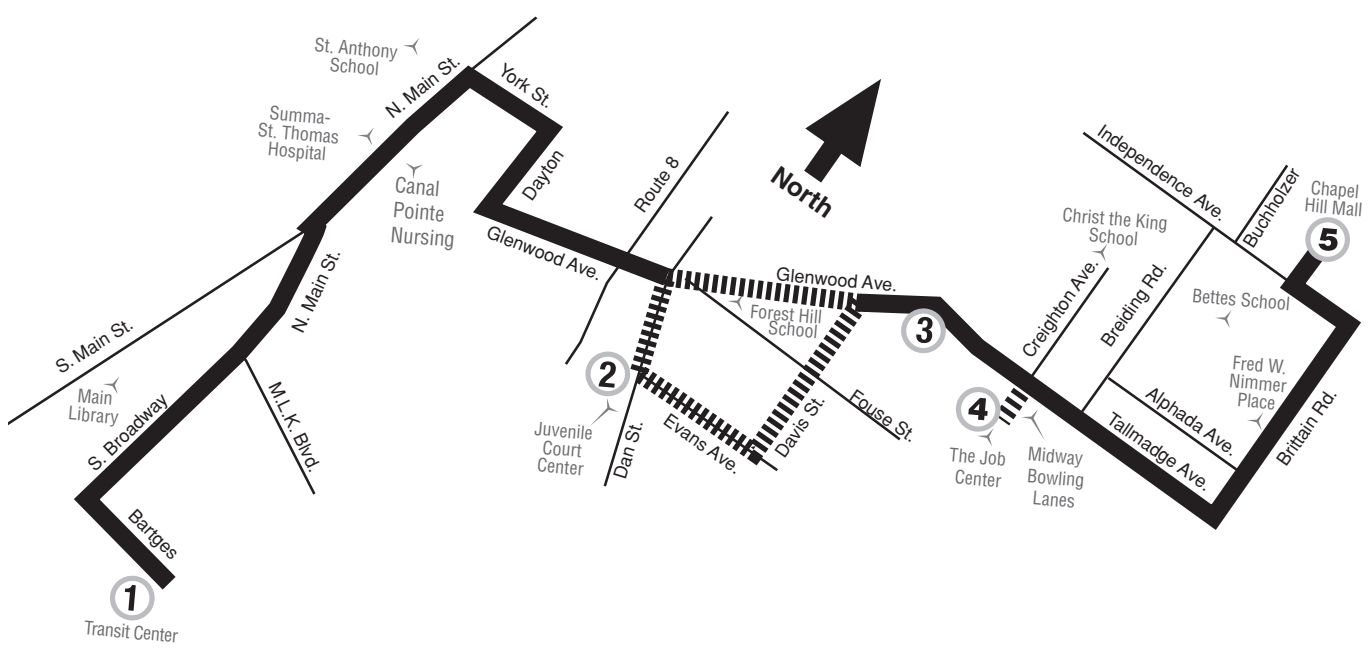 St. Anthony
School
N. Main St.
York St.
Summa-
St. Thomas
Hospital
Canal
Pointe
Nursing
Dayton
Route 8
North
Glenwood Ave.
Independence Ave.
Buchholzer
Chapel
Hill Mall
5
Christ the King
School
Creighton Ave.
Breiding Rd.
Bettes School
Glenwood Ave.
Forest Hill
School
3
N. Main St.
S. Main St.
Main
Library
S. Broadway
M.L.K. Blvd.
2
Juvenile
Court
Center
Dan St.
Evans Ave.
Davis St.
Fouse St.
4
The Job
Center
Midway
Bowling
Lanes
Fred W.
Nimmer
Place
Alphada Ave.
Tallmadge Ave.
Brittain Rd.
Bartges
1
Transit Center